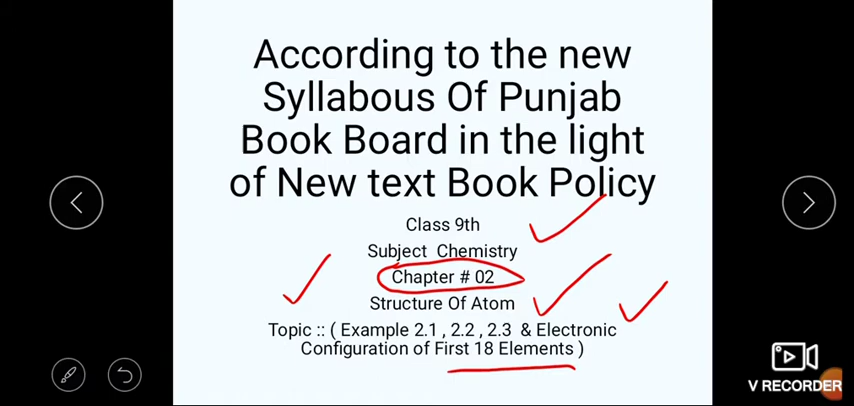 According to the new
Syllabous Of Punjab
Book Board in the light
of New text Book Policy
Class 9th
Subject Chemistry
Chapter # 02
Structure Of Atom
Topic :: ( Example 2.1 , 2.2 , 2.3 & Electronic
Configuration of First 18 Elements )
V RECORDER